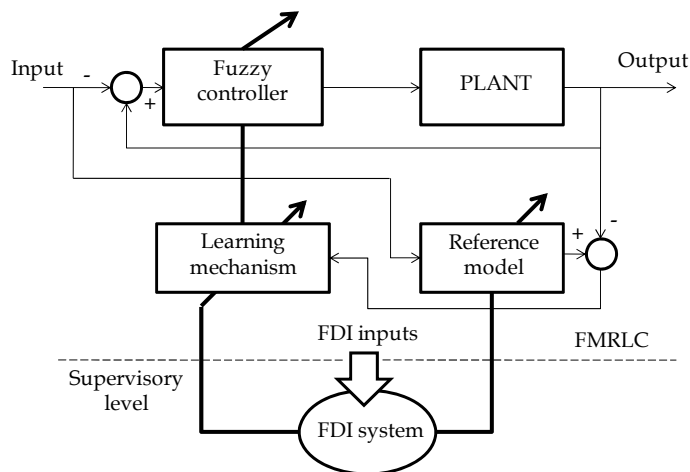 Input
-
+
Fuzzy
controller
PLANT
Output
Learning
mechanism
Reference
model
+
-
FDI inputs
FMRLC
Supervisory
level
FDI system